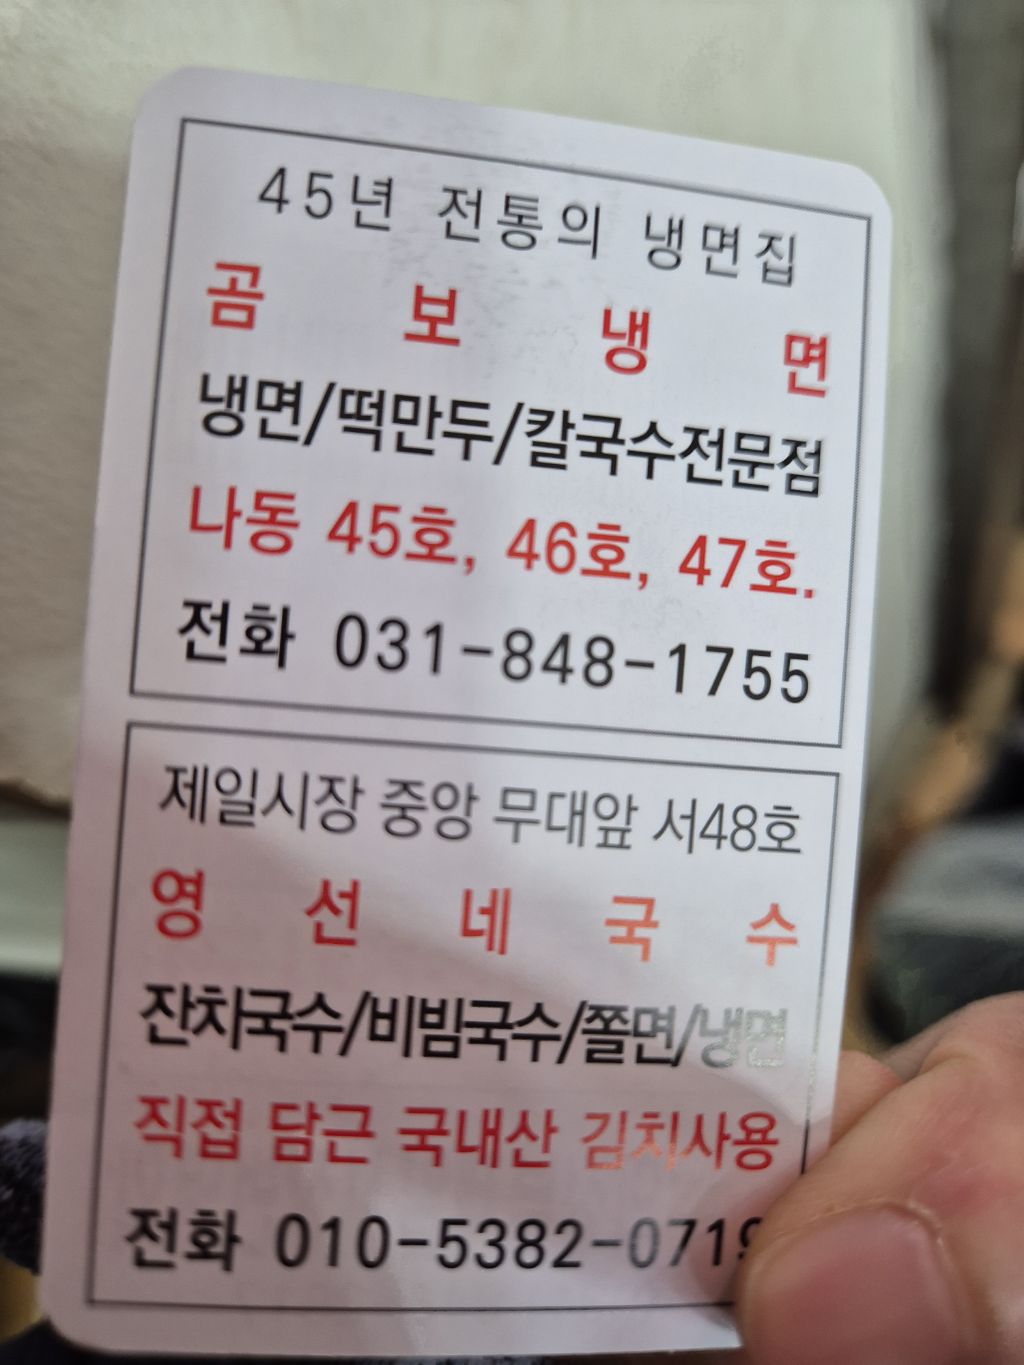 45년 전통의 냉면집
곰보냉면
냉면/떡만두/칼국수전문점
나동 45호, 46호, 47호.
전화 031-848-1755
제일시장 중앙 무대앞 서48호
영선네국수
잔치국수/비빔국수/쫄면/냉면
직접 담근 국내산 김치사용
전화 010-5382-0719